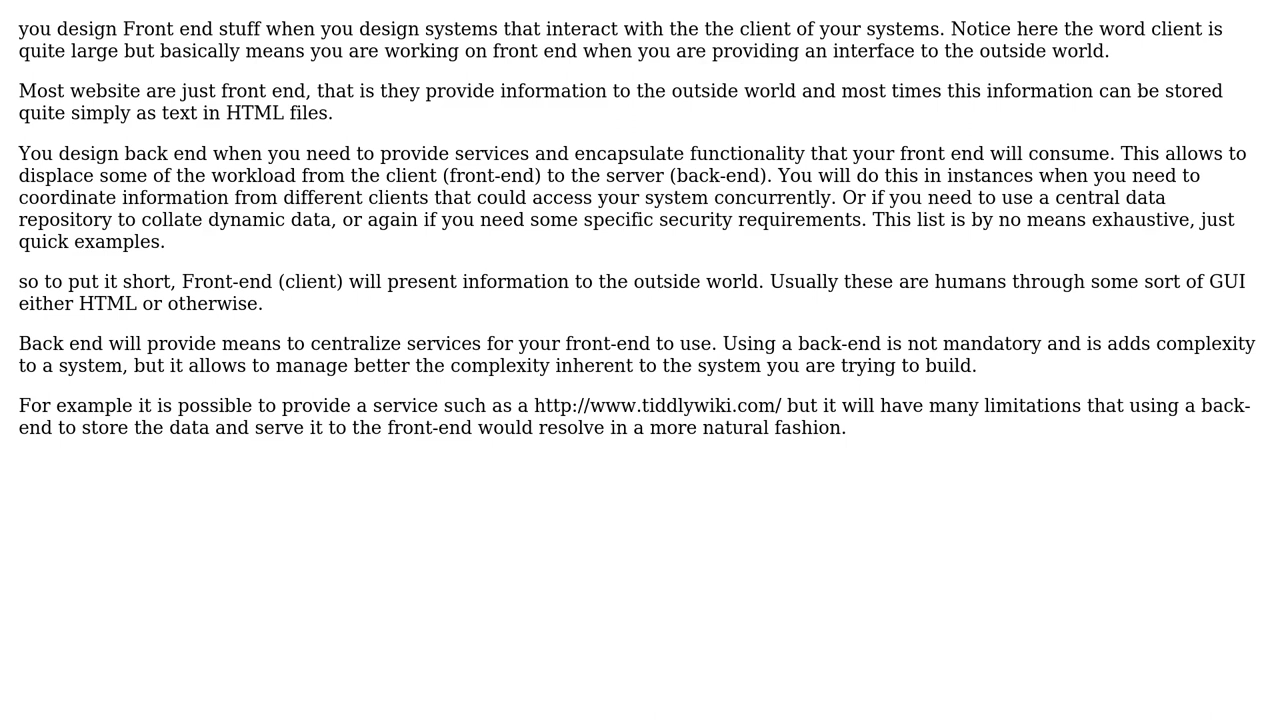 you design Front end stuff when you design systems that interact with the the client of your systems. Notice here the word client is
quite large but basically means you are working on front end when you are providing an interface to the outside world.
Most website are just front end, that is they provide information to the outside world and most times this information can be stored
quite simply as text in HTML files.
You design back end when you need to provide services and encapsulate functionality that your front end will consume. This allows to
displace some of the workload from the client (front-end) to the server (back-end). You will do this in instances when you need to
coordinate information from different clients that could access your system concurrently. Or if you need to use a central data
repository to collate dynamic data, or again if you need some specific security requirements. This list is by no means exhaustive, just
quick examples.
so to put it short, Front-end (client) will present information to the outside world. Usually these are humans through some sort of GUI
either HTML or otherwise.
Back end will provide means to centralize services for your front-end to use. Using a back-end is not mandatory and is adds complexity
to a system, but it allows to manage better the complexity inherent to the system you are trying to build.
For example it is possible to provide a service such as a http://www.tiddlywiki.com/ but it will have many limitations that using a back-
end to store the data and serve it to the front-end would resolve in a more natural fashion.